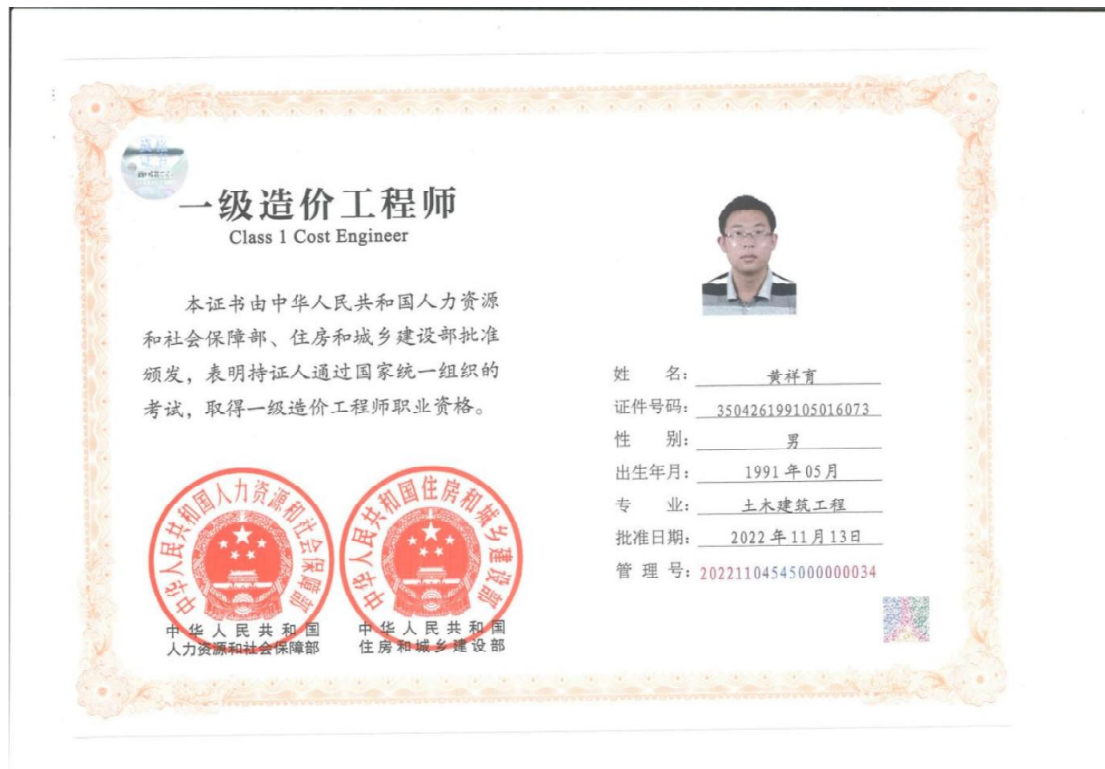 一级造价工程师
Class 1 Cost Engineer
本证书由中华人民共和国人力资源
和社会保障部、住房和城乡建设部批准
颁发，表明持证人通过国家统一组织的
考试，取得一级造价工程师职业资格。
中华人民共和国人力资源和社会保障部
中华人民共和国
人力资源和社会保障部
中华人民共和国住房和城乡建设部
中华人民共和国
住房和城乡建设部
姓 名：黄祥育
证件号码：350426199105016073
性 别：男
出生年月：1991年05月
专 业：土木建筑工程
批准日期：2022年11月13日
管 理 号：20221104545000000034